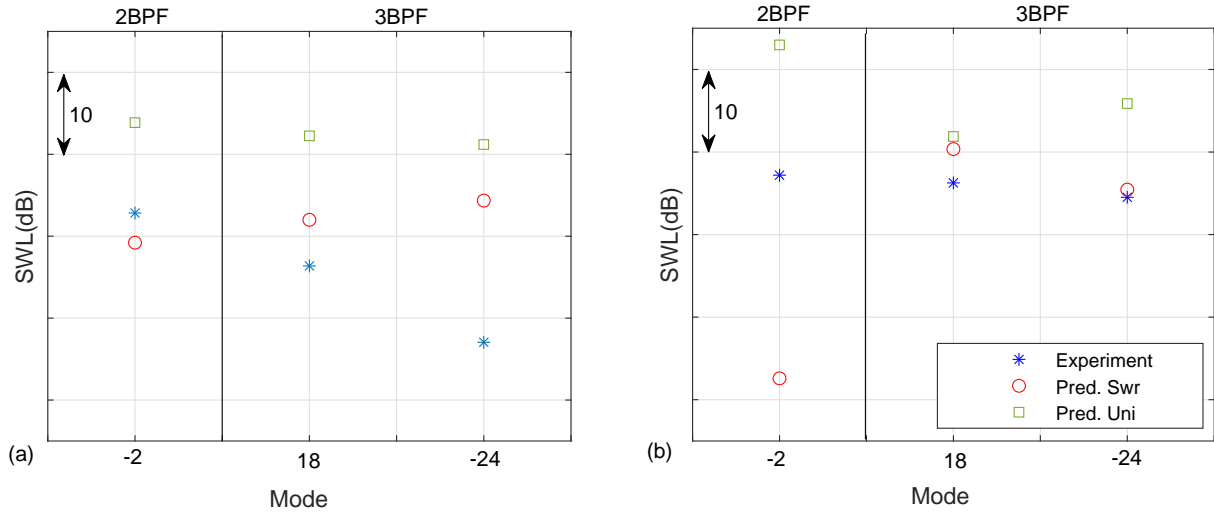 2BPF 3BPF
10
SWL(dB)
-2 18 -24
Mode
(a)
2BPF 3BPF
10
SWL(dB)
Experiment
Pred. Swr
Pred. Uni
-2 18 -24
Mode
(b)